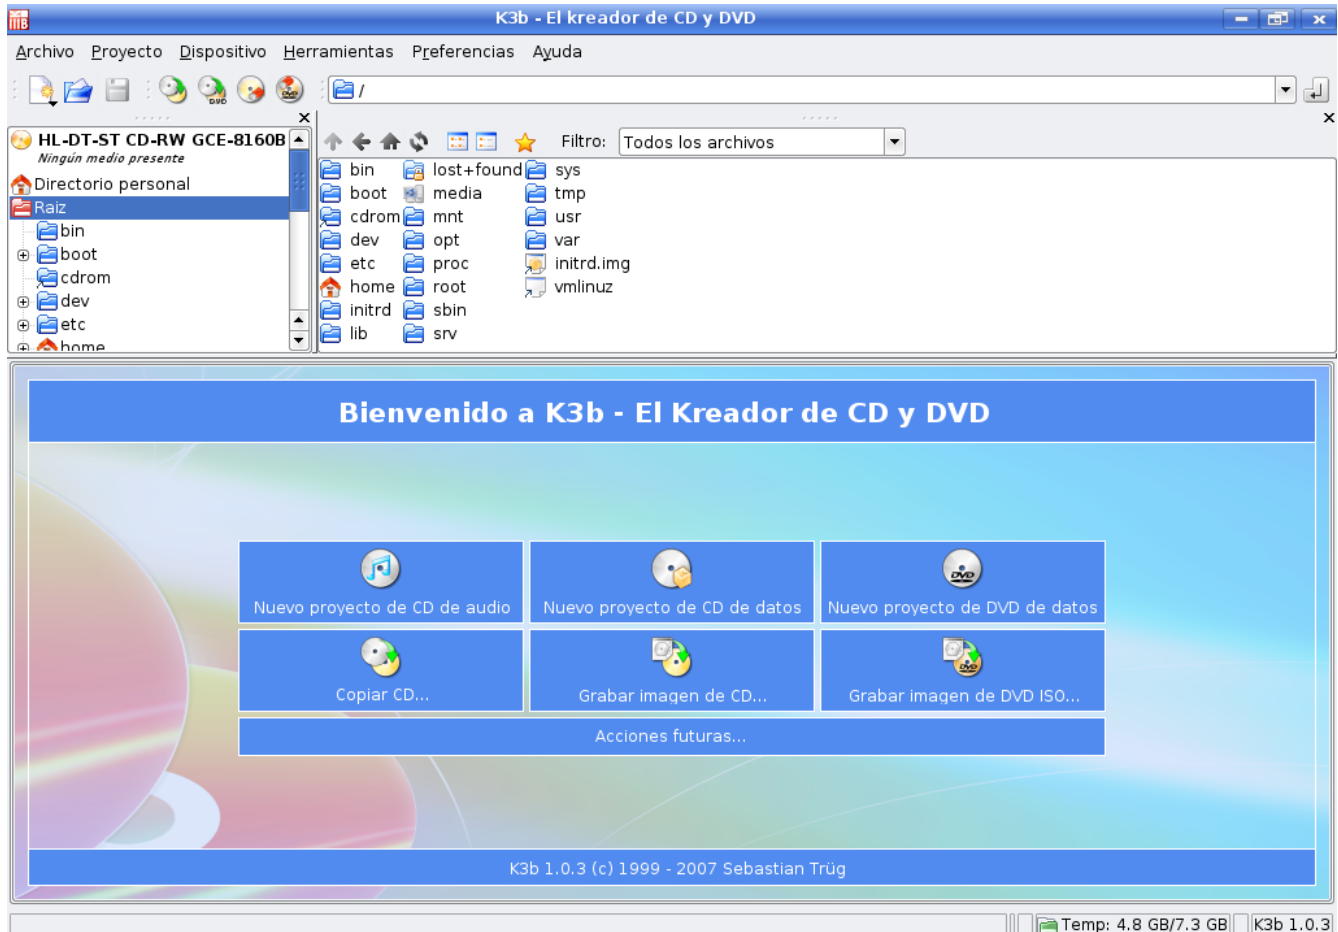 K3b - El kreador de CD y DVD
Archivo Proyecto Dispositivo Herramientas Preferencias Ayuda
/
HL-DT-ST CD-RW GCE-8160B
Ningún medio presente
Directorio personal
Raiz
bin
boot
cdrom
dev
etc
home
Filtro: Todos los archivos
bin lost+found sys
boot media tmp
cdrom mnt usr
dev opt var
etc proc initrd.img
home root vmlinuz
initrd sbin
lib srv
Bienvenido a K3b - El Kreador de CD y DVD
Nuevo proyecto de CD de audio Nuevo proyecto de CD de datos Nuevo proyecto de DVD de datos
Copiar CD... Grabar imagen de CD... Grabar imagen de DVD ISO...
Acciones futuras...
K3b 1.0.3 (c) 1999 - 2007 Sebastian Trüg
Temp: 4.8 GB/7.3 GB K3b 1.0.3